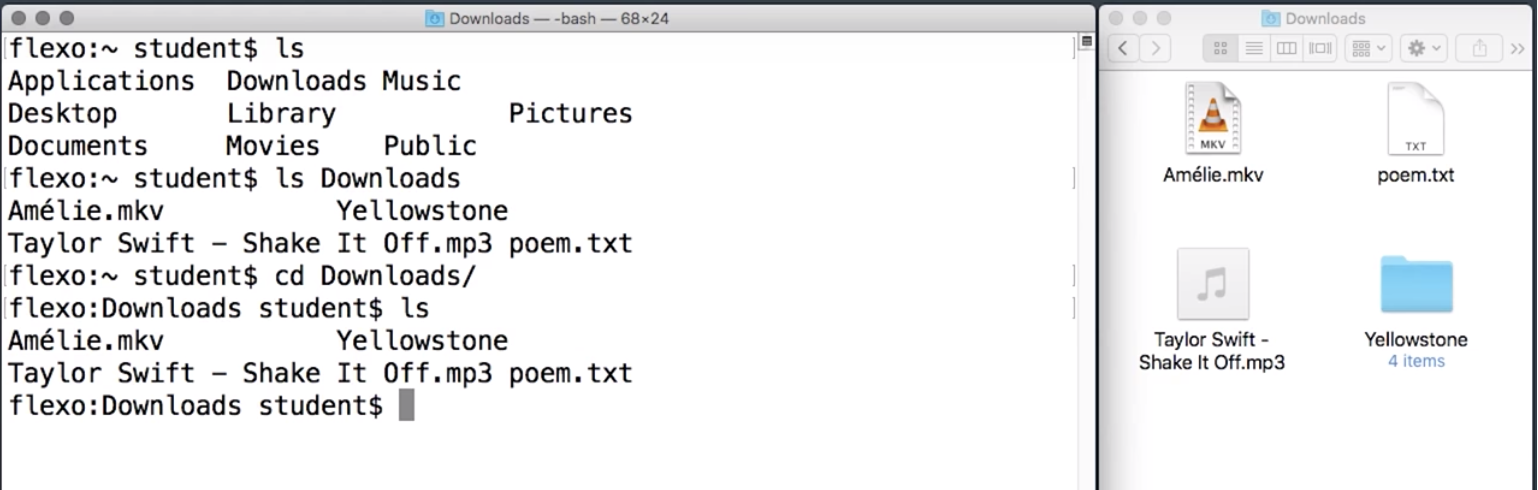 Downloads — -bash — 68×24
flexo:~ student$ ls
Applications Downloads Music
Desktop Library Pictures
Documents Movies Public
flexo:~ student$ ls Downloads
Amélie.mkv Yellowstone
Taylor Swift - Shake It Off.mp3 poem.txt
flexo:~ student$ cd Downloads/
flexo:Downloads student$ ls
Amélie.mkv Yellowstone
Taylor Swift - Shake It Off.mp3 poem.txt
flexo:Downloads student$
Downloads
MKV
TXT
Amélie.mkv
poem.txt
Taylor Swift -
Shake It Off.mp3
Yellowstone
4 items